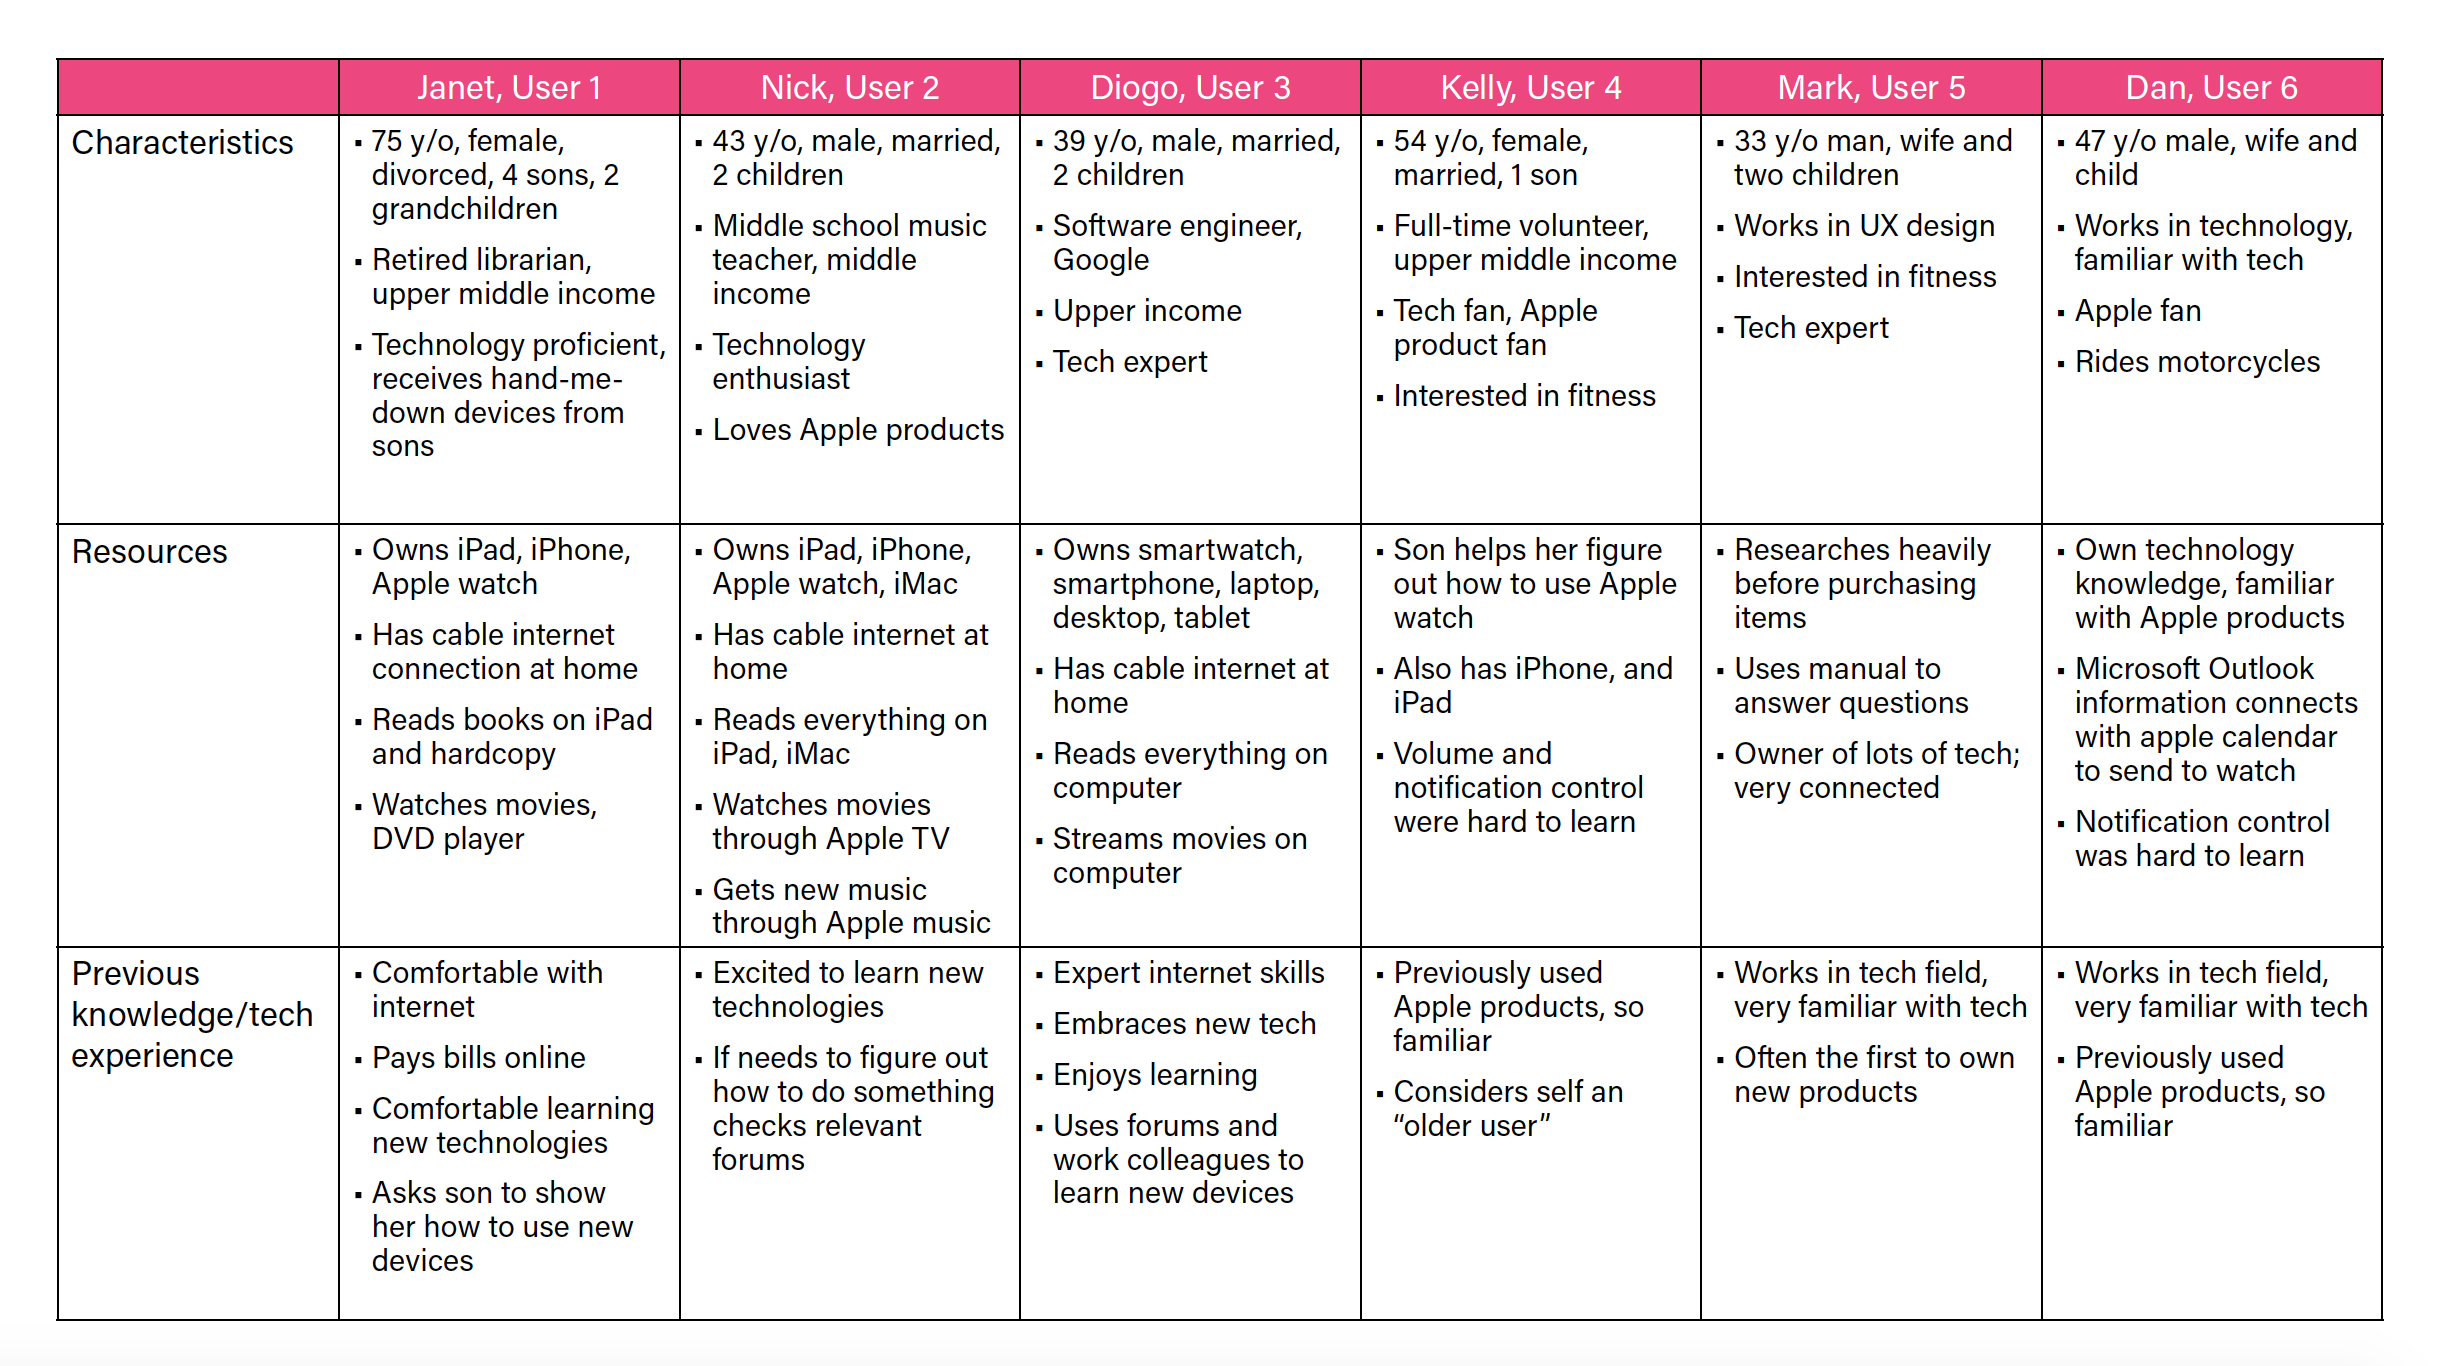 Janet, User 1
Nick, User 2
Diogo, User 3
Kelly, User 4
Mark, User 5
Dan, User 6
Characteristics
▪ 75 y/o, female,
divorced, 4 sons, 2
grandchildren
▪ Retired librarian,
upper middle income
▪ Technology proficient,
receives hand-me-
down devices from
sons
▪ 43 y/o, male, married,
2 children
▪ Middle school music
teacher, middle
income
▪ Technology
enthusiast
▪ Loves Apple products
▪ 39 y/o, male, married,
2 children
▪ Software engineer,
Google
▪ Upper income
▪ Tech expert
▪ 54 y/o, female,
married, 1 son
▪ Full-time volunteer,
upper middle income
▪ Tech fan, Apple
product fan
▪ Interested in fitness
▪ 33 y/o man, wife and
two children
▪ Works in UX design
▪ Interested in fitness
▪ Tech expert
▪ 47 y/o male, wife and
child
▪ Works in technology,
familiar with tech
▪ Apple fan
▪ Rides motorcycles
Resources
▪ Owns iPad, iPhone,
Apple watch
▪ Has cable internet
connection at home
▪ Reads books on iPad
and hardcopy
▪ Watches movies,
DVD player
▪ Owns iPad, iPhone,
Apple watch, iMac
▪ Has cable internet at
home
▪ Reads everything on
iPad, iMac
▪ Watches movies
through Apple TV
▪ Gets new music
through Apple music
▪ Owns smartwatch,
smartphone, laptop,
desktop, tablet
▪ Has cable internet at
home
▪ Reads everything on
computer
▪ Streams movies on
computer
▪ Son helps her figure
out how to use Apple
watch
▪ Also has iPhone, and
iPad
▪ Volume and
notification control
were hard to learn
▪ Researches heavily
before purchasing
items
▪ Uses manual to
answer questions
▪ Owner of lots of tech;
very connected
▪ Own technology
knowledge, familiar
with Apple products
▪ Microsoft Outlook
information connects
with apple calendar
to send to watch
▪ Notification control
was hard to learn
Previous
knowledge/tech
experience
▪ Comfortable with
internet
▪ Pays bills online
▪ Comfortable learning
new technologies
▪ Asks son to show
her how to use new
devices
▪ Excited to learn new
technologies
▪ If needs to figure out
how to do something
checks relevant
forums
▪ Expert internet skills
▪ Embraces new tech
▪ Enjoys learning
▪ Uses forums and
work colleagues to
learn new devices
▪ Previously used
Apple products, so
familiar
▪ Considers self an
“older user”
▪ Works in tech field,
very familiar with tech
▪ Often the first to own
new products
▪ Works in tech field,
very familiar with tech
▪ Previously used
Apple products, so
familiar